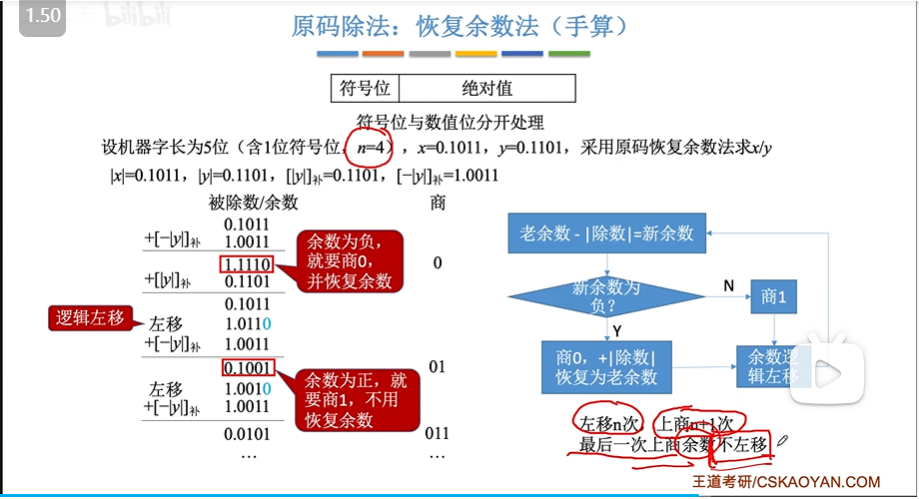 1.50
bilibili
原码除法：恢复余数法（手算）
符号位 绝对值
符号位与数值位分开处理
设机器字长为5位（含1位符号位，n=4），x=0.1011，y=0.1101，采用原码恢复余数法求x/y
|x|=0.1011，|y|=0.1101，[|y|]补=0.1101，[−|y|]补=1.0011
被除数/余数 商
0.1011
+[−|y|]补 1.0011
1.1110 0
+[|y|]补 0.1101
0.1011
左移 1.0110
+[−|y|]补 1.0011
0.1001 01
左移 1.0010
+[−|y|]补 1.0011
0.0101 011
… …
余数为负，
就要商0，
并恢复余数
逻辑左移
余数为正，就
要商1，不用
恢复余数
老余数 - |除数|=新余数
新余数为
负？
N
商1
Y
商0，+|除数|
恢复为老余数
余数逻
辑左移
左移n次，上商n+1次
最后一次上商余数不左移
王道考研/CSKAOYAN.COM